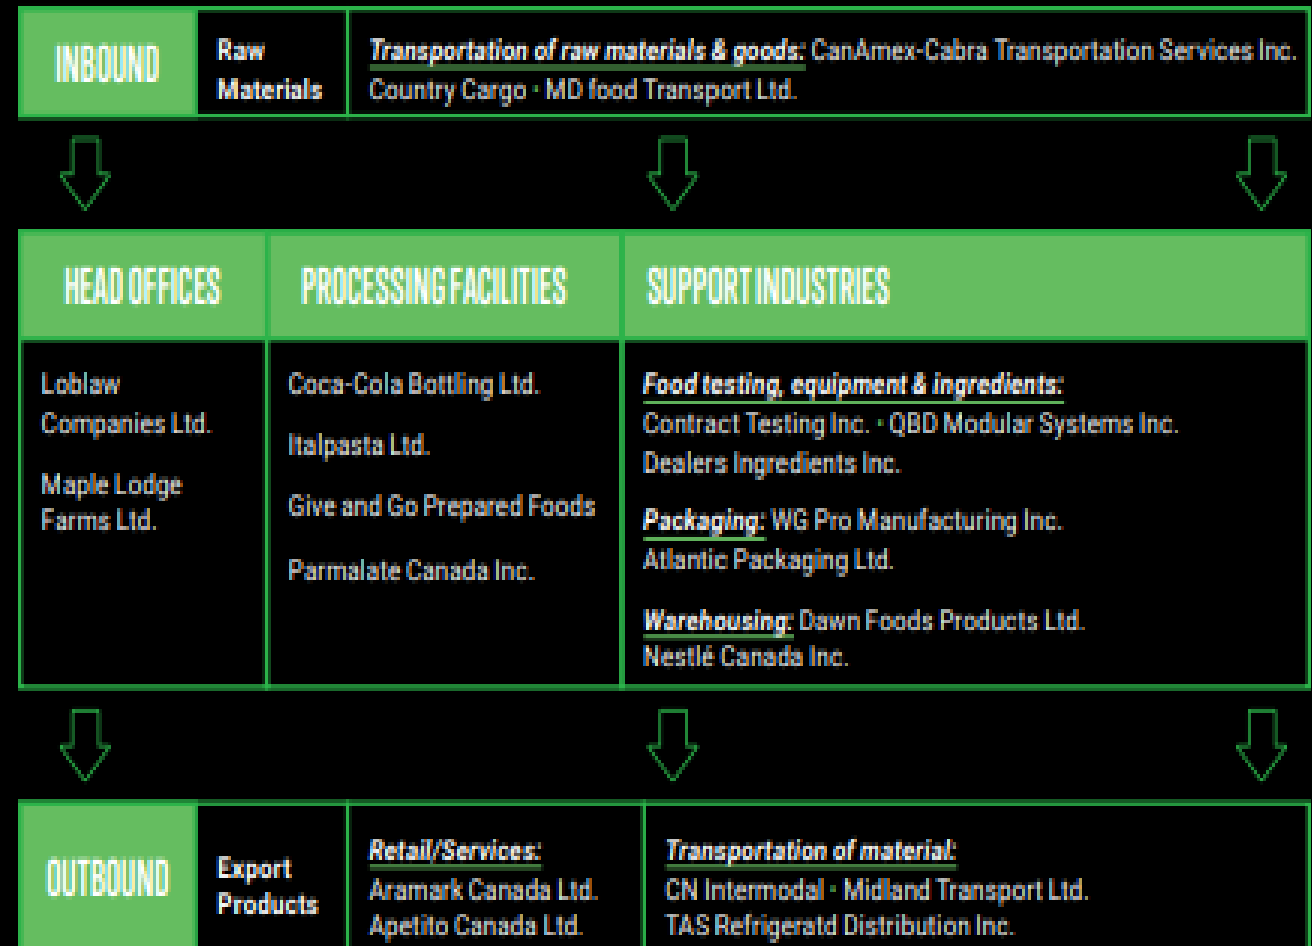 INBOUND
Raw
Materials
Transportation of raw materials & goods: CanAmex-Cabra Transportation Services Inc.
Country Cargo • MD food Transport Ltd.
HEAD OFFICES
Loblaw
Companies Ltd.
Maple Lodge
Farms Ltd.
PROCESSING FACILITIES
Coca-Cola Bottling Ltd.
Italpasta Ltd.
Give and Go Prepared Foods
Parmalate Canada Inc.
SUPPORT INDUSTRIES
Food testing, equipment & ingredients:
Contract Testing Inc. • QBD Modular Systems Inc.
Dealers Ingredients Inc.
Packaging: WG Pro Manufacturing Inc.
Atlantic Packaging Ltd.
Warehousing: Dawn Foods Products Ltd.
Nestlé Canada Inc.
OUTBOUND
Export
Products
Retail/Services:
Aramark Canada Ltd.
Apetito Canada Ltd.
Transportation of material:
CN Intermodal • Midland Transport Ltd.
TAS Refrigeratd Distribution Inc.